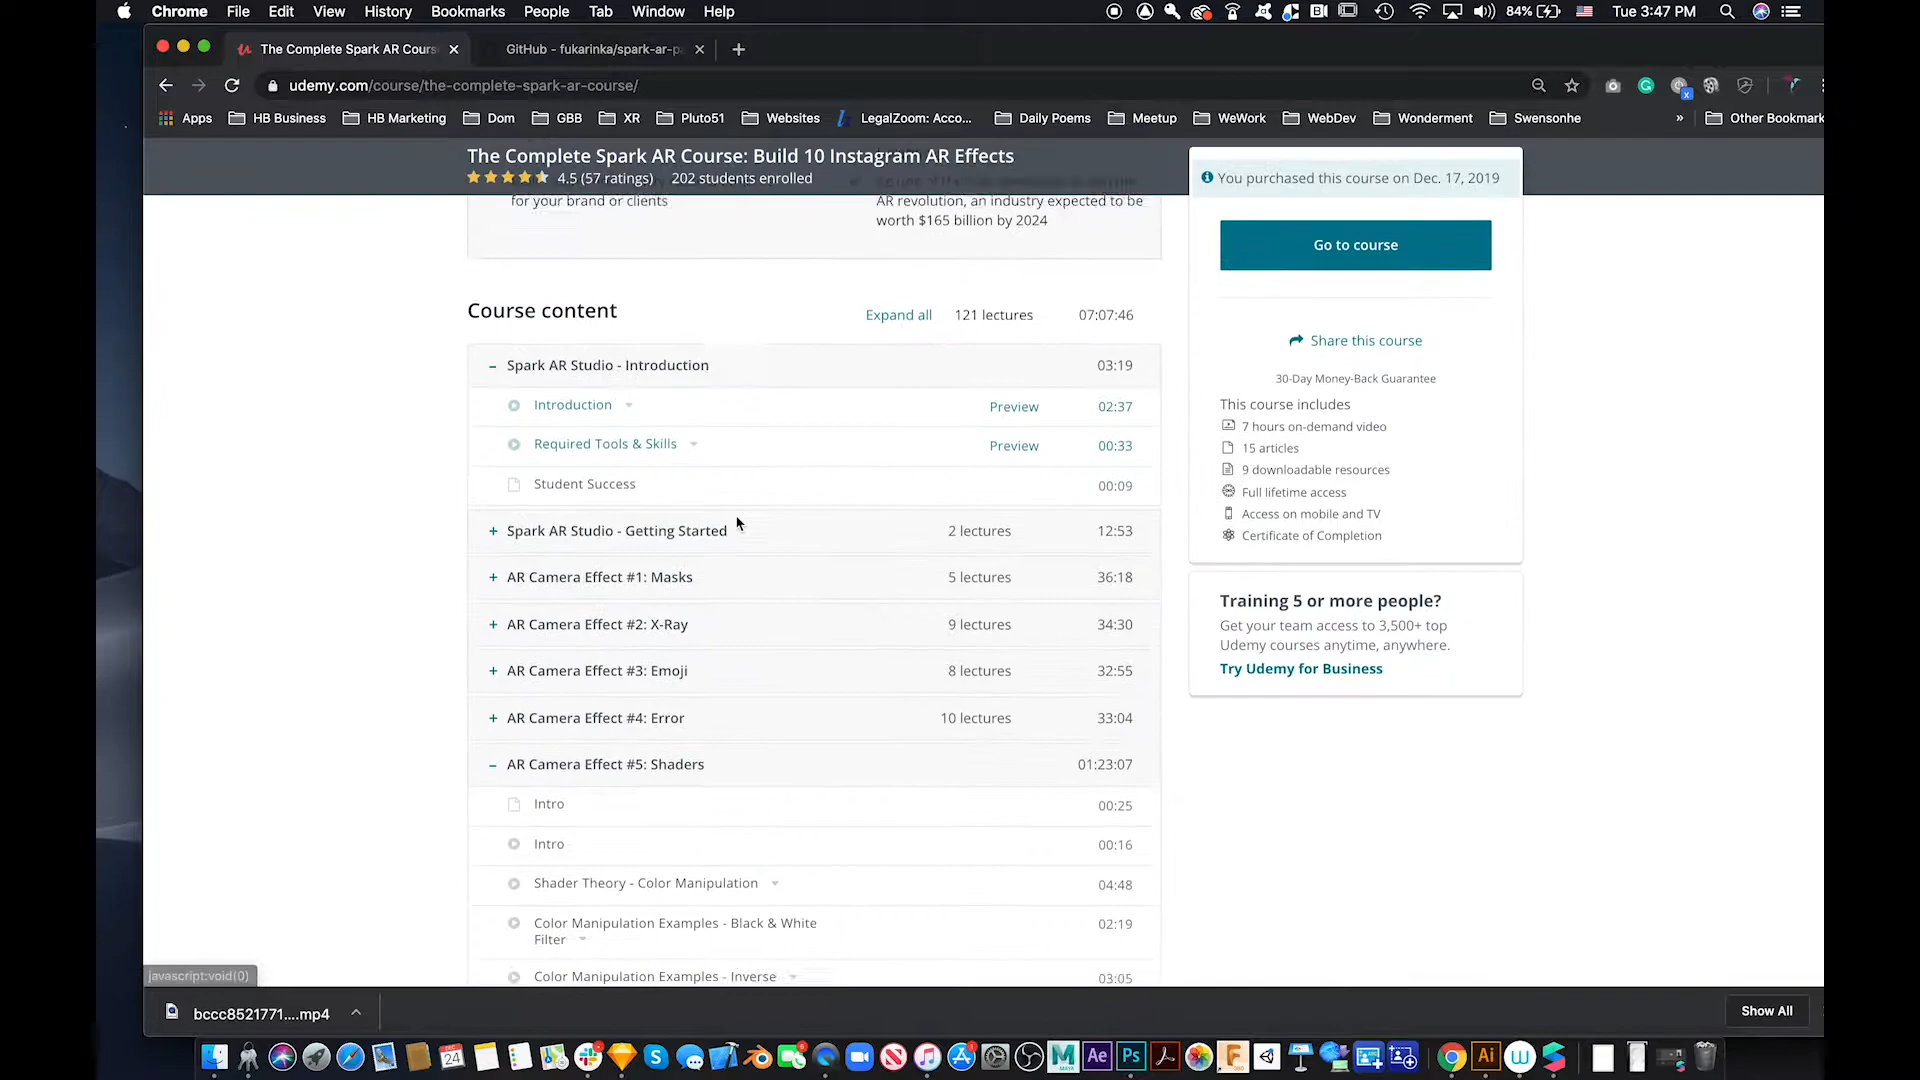 Chrome File Edit View History Bookmarks People Tab Window Help 84% Tue 3:47 PM
The Complete Spark AR Cours GitHub - fukarinka/spark-ar-p
udemy.com/course/the-complete-spark-ar-course/
Apps HB Business HB Marketing Dom GBB XR Pluto51 Websites LegalZoom: Acco... Daily Poems Meetup WeWork WebDev Wonderment Swensonhe » Other Bookmark
The Complete Spark AR Course: Build 10 Instagram AR Effects
4.5 (57 ratings) 202 students enrolled
for your brand or clients
AR revolution, an industry expected to be
worth $165 billion by 2024
You purchased this course on Dec. 17, 2019
Go to course
Share this course
30-Day Money-Back Guarantee
This course includes
7 hours on-demand video
15 articles
9 downloadable resources
Full lifetime access
Access on mobile and TV
Certificate of Completion
Training 5 or more people?
Get your team access to 3,500+ top
Udemy courses anytime, anywhere.
Try Udemy for Business
Course content Expand all 121 lectures 07:07:46
– Spark AR Studio - Introduction 03:19
Introduction Preview 02:37
Required Tools & Skills Preview 00:33
Student Success 00:09
+ Spark AR Studio - Getting Started 2 lectures 12:53
+ AR Camera Effect #1: Masks 5 lectures 36:18
+ AR Camera Effect #2: X-Ray 9 lectures 34:30
+ AR Camera Effect #3: Emoji 8 lectures 32:55
+ AR Camera Effect #4: Error 10 lectures 33:04
– AR Camera Effect #5: Shaders 01:23:07
Intro 00:25
Intro 00:16
Shader Theory - Color Manipulation 04:48
Color Manipulation Examples - Black & White
Filter 02:19
Color Manipulation Examples - Inverse 03:05
javascript:void(0)
bccc8521771....mp4 Show All
DEC 24 Ae Ps Ai